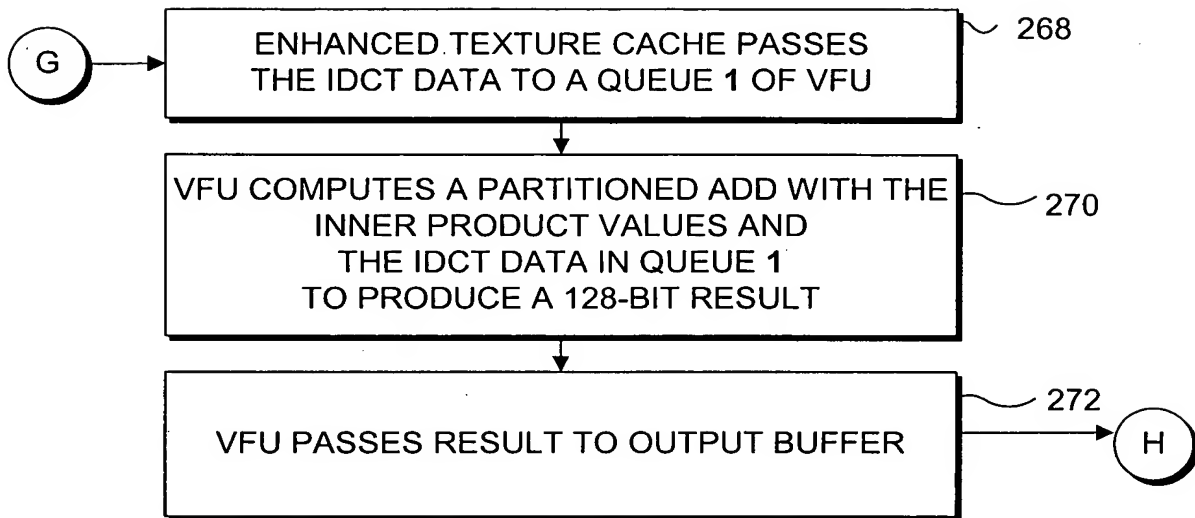 G
ENHANCED TEXTURE CACHE PASSES
THE IDCT DATA TO A QUEUE 1 OF VFU
268
VFU COMPUTES A PARTITIONED ADD WITH THE
INNER PRODUCT VALUES AND
THE IDCT DATA IN QUEUE 1
TO PRODUCE A 128-BIT RESULT
270
VFU PASSES RESULT TO OUTPUT BUFFER
272
H